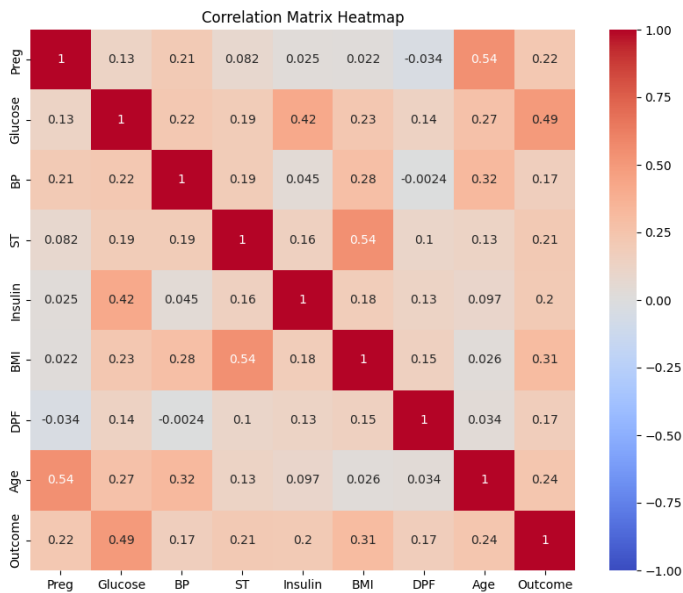 Correlation Matrix Heatmap
Preg 1 0.13 0.21 0.082 0.025 0.022 -0.034 0.54 0.22
Glucose 0.13 1 0.22 0.19 0.42 0.23 0.14 0.27 0.49
BP 0.21 0.22 1 0.19 0.045 0.28 -0.0024 0.32 0.17
ST 0.082 0.19 0.19 1 0.16 0.54 0.1 0.13 0.21
Insulin 0.025 0.42 0.045 0.16 1 0.18 0.13 0.097 0.2
BMI 0.022 0.23 0.28 0.54 0.18 1 0.15 0.026 0.31
DPF -0.034 0.14 -0.0024 0.1 0.13 0.15 1 0.034 0.17
Age 0.54 0.27 0.32 0.13 0.097 0.026 0.034 1 0.24
Outcome 0.22 0.49 0.17 0.21 0.2 0.31 0.17 0.24 1
Preg Glucose BP ST Insulin BMI DPF Age Outcome
1.00
0.75
0.50
0.25
0.00
−0.25
−0.50
−0.75
−1.00